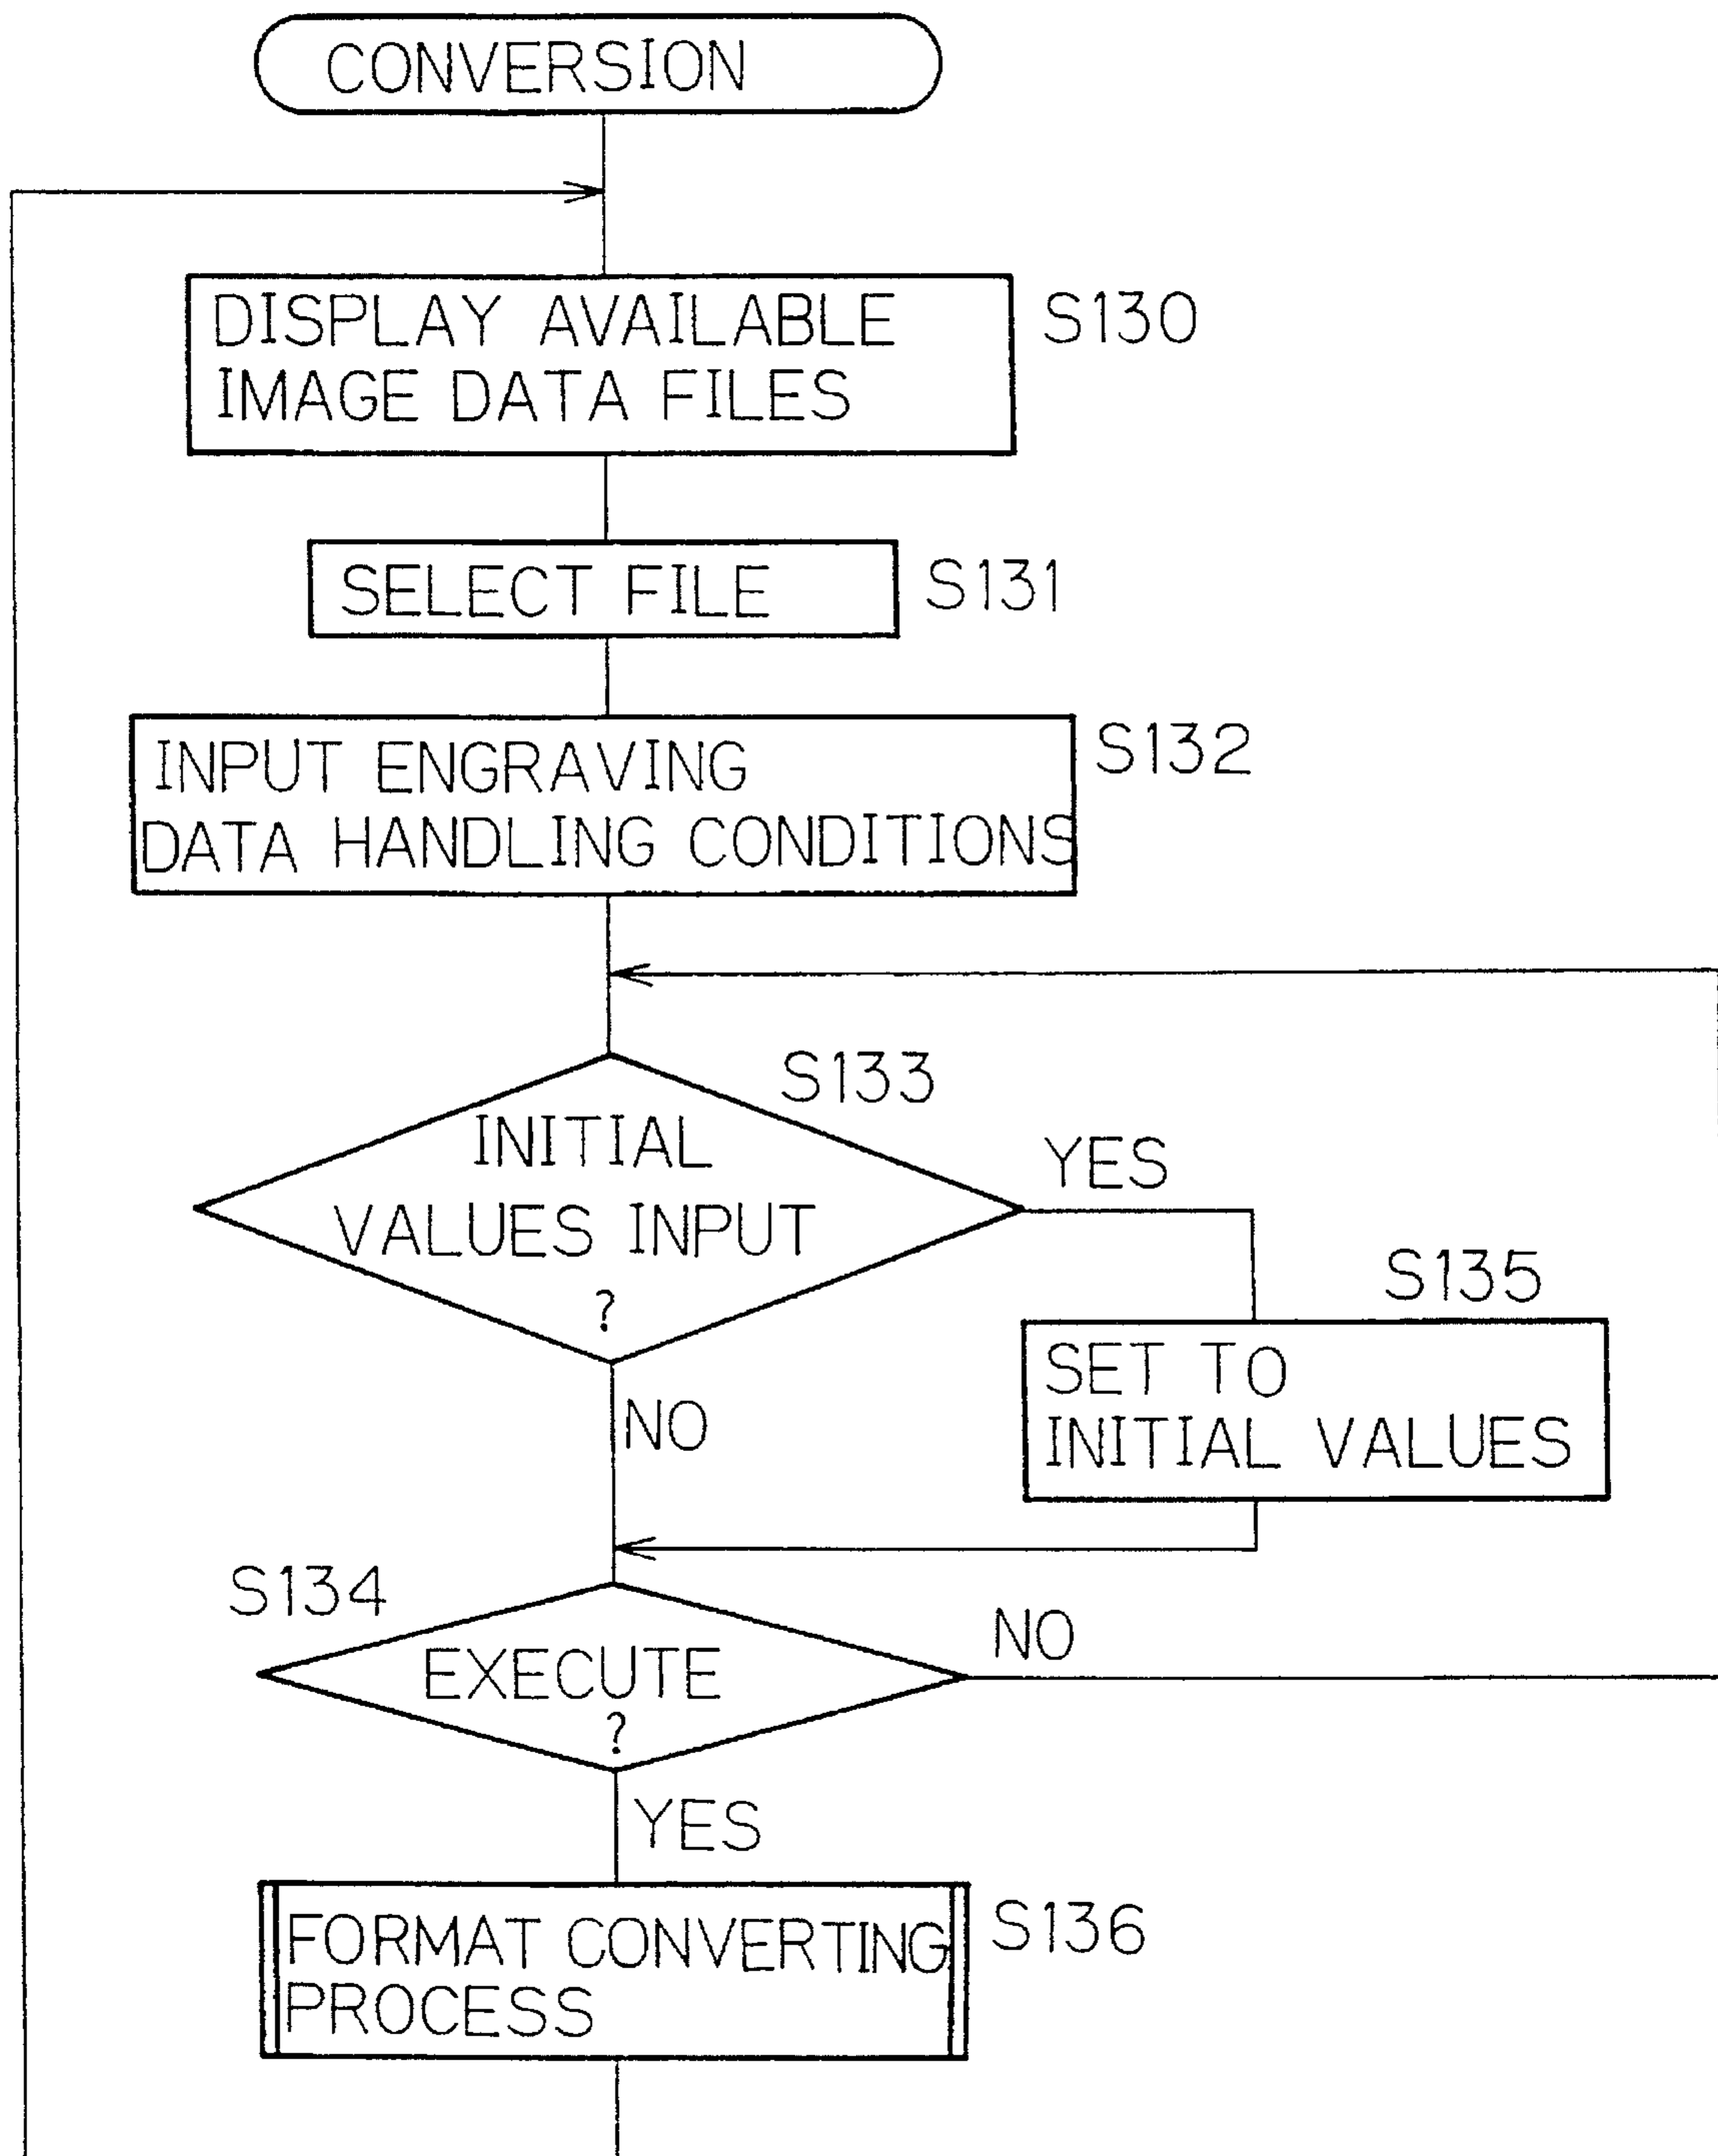 CONVERSION
DISPLAY AVAILABLE
IMAGE DATA FILES
S130
SELECT FILE
S131
INPUT ENGRAVING
DATA HANDLING CONDITIONS
S132
S133
INITIAL
VALUES INPUT
?
YES
S135
SET TO
INITIAL VALUES
NO
S134
EXECUTE
?
NO
YES
FORMAT CONVERTING
PROCESS
S136